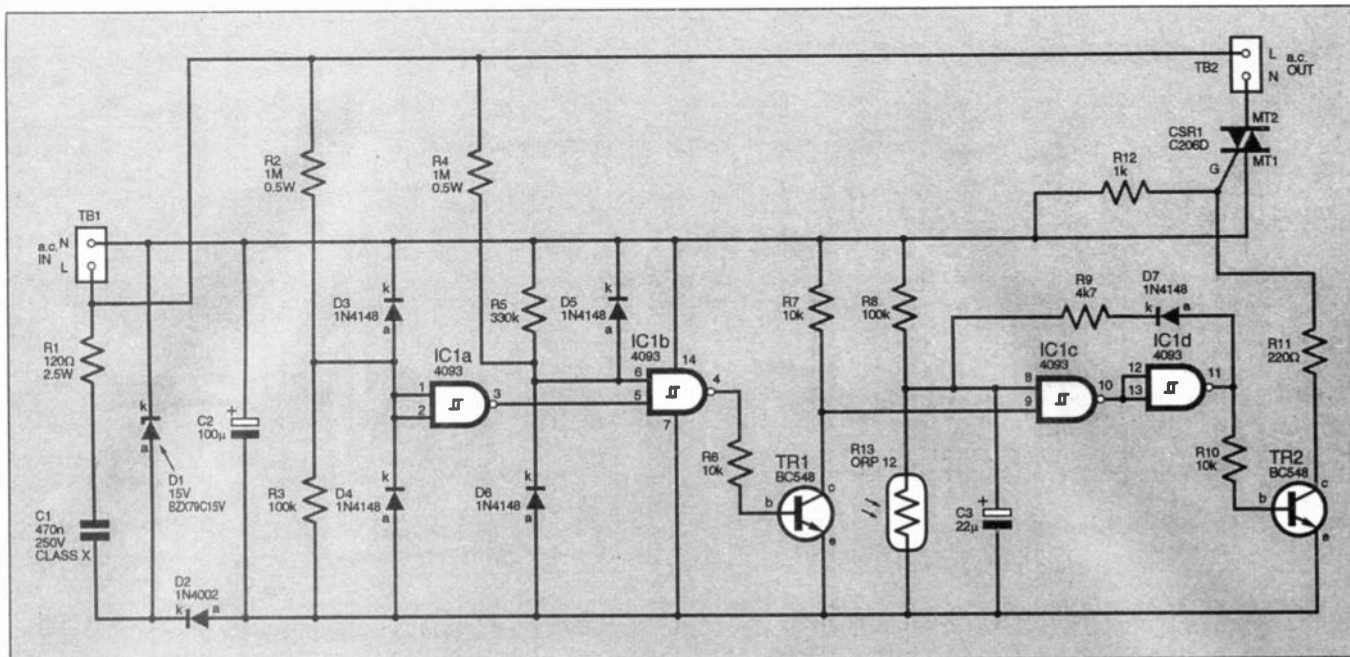 TB1
a.c. N
IN L
R1
120Ω
2.5W
C1
470n
250V
CLASS X
k
a
D1
15V
BZX79C15V
D2
1N4002
k a
+
C2
100μ
R2
1M
0.5W
R3
100k
k
D3
1N4148
a
k
D4
1N4148
a
R4
1M
0.5W
IC1a
4093
1
2
3
R5
330k
k
D5
1N4148
a
k
D6
1N4148
a
IC1b
4093
14
6
5
4
7
R6
10k
TR1
BC548
b
c
e
R7
10k
R8
100k
R13
ORP 12
+
C3
22μ
R9
4k7
D7
1N4148
k a
IC1c
4093
8
9
10
IC1d
4093
12
13
11
R10
10k
TR2
BC548
b
c
e
R11
220Ω
R12
1k
G
CSR1
C206D
MT2
MT1
TB2
L a.c.
N OUT